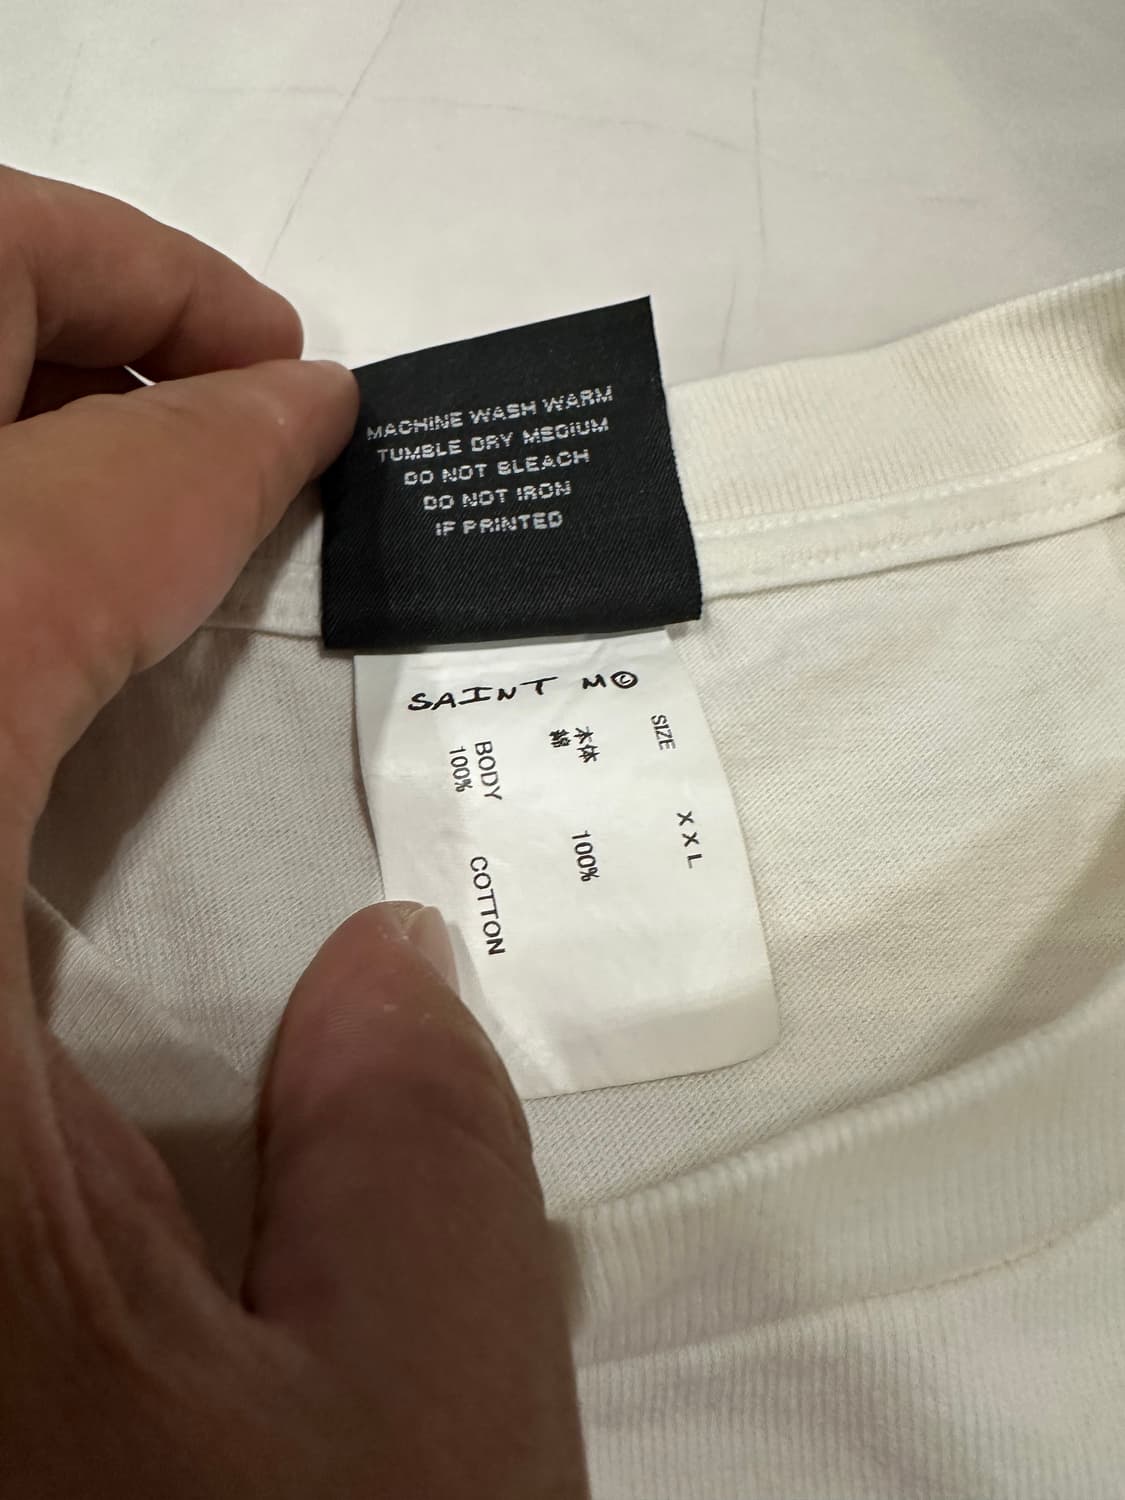 MACHINE WASH WARM
TUMBLE DRY MEDIUM
DO NOT BLEACH
DO NOT IRON
IF PRINTED
SAINT M©
SIZE XXL
本体
綿 100%
BODY
100% COTTON